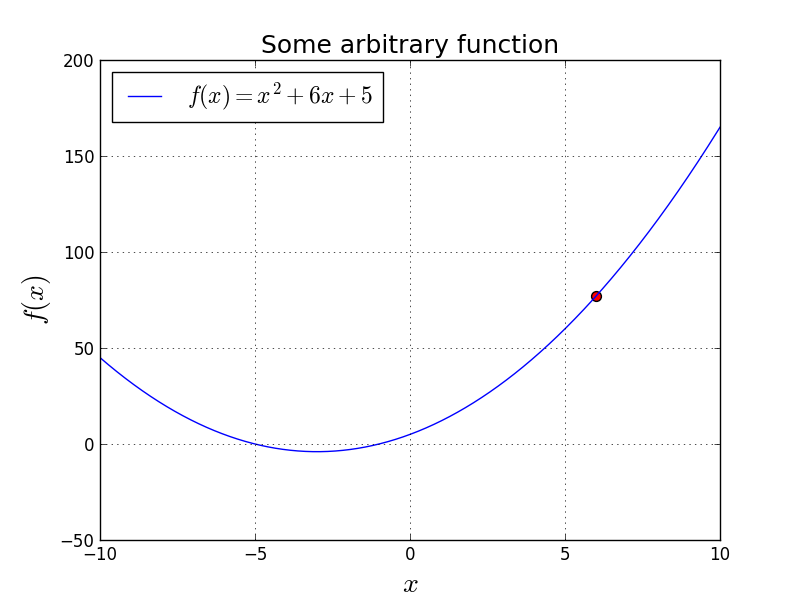 Some arbitrary function
f(x) = x² + 6x + 5
200
150
100
50
0
−50
f(x)
−10
−5
0
5
10
x